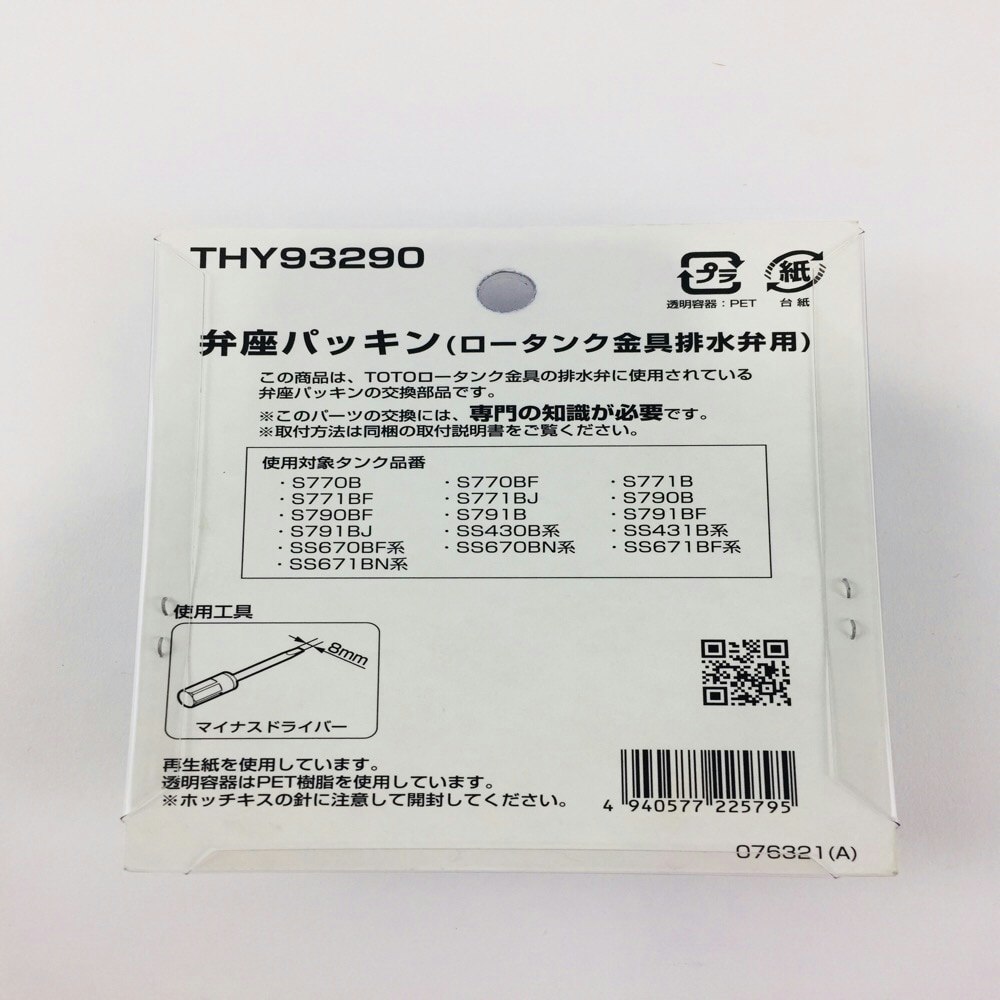 THY93290
プラ
紙
透明容器：PET
台紙
弁座パッキン(ロータンク金具排水弁用)
この商品は、TOTOロータンク金具の排水弁に使用されている
弁座パッキンの交換部品です。
※このパーツの交換には、専門の知識が必要です。
※取付方法は同梱の取付説明書をご覧ください。
使用対象タンク品番
・S770B ・S770BF ・S771B
・S771BF ・S771BJ ・S790B
・S790BF ・S791B ・S791BF
・S791BJ ・SS430B系 ・SS431B系
・SS670BF系 ・SS670BN系 ・SS671BF系
・SS671BN系
使用工具
8mm
マイナスドライバー
再生紙を使用しています。
透明容器はPET樹脂を使用しています。
※ホッチキスの針に注意して開封してください。
4 940577 225795
076321(A)